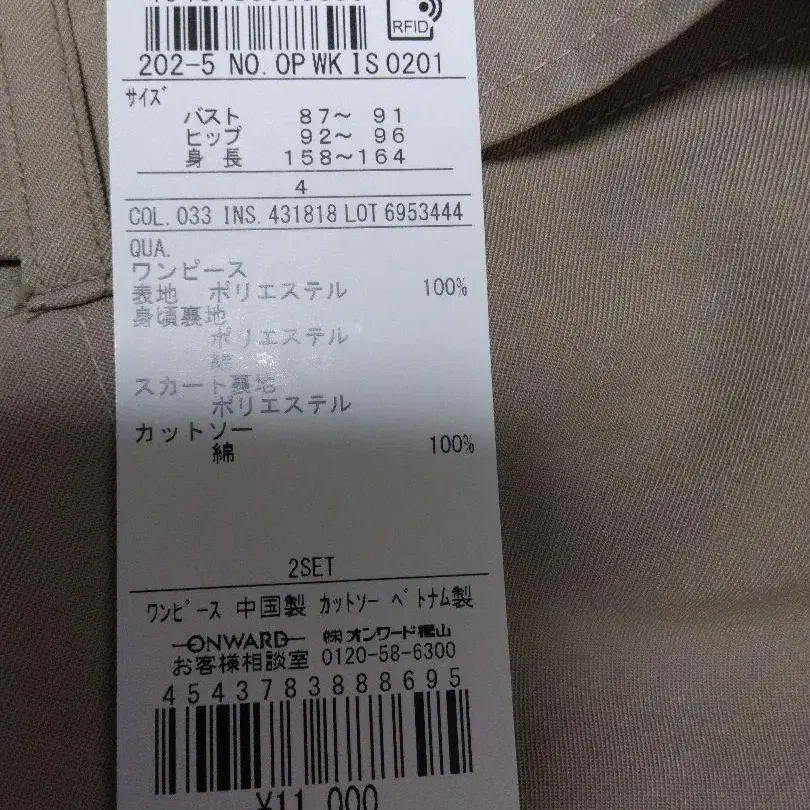 RFID
202-5 NO. OPWKIS0201
サイズ
バスト 87～ 91
ヒップ 92～ 96
身長 158～164
4
COL. 033 INS. 431818 LOT 6953444
QUA.
ワンピース
表地 ポリエステル 100%
身頃裏地
ポリエステル
綿
スカート裏地
ポリエステル
カットソー
綿 100%
2SET
ワンピース 中国製 カットソー ベトナム製
ONWARD ㈱オンワード樫山
お客様相談室 0120-58-6300
4543783888695
¥11,000